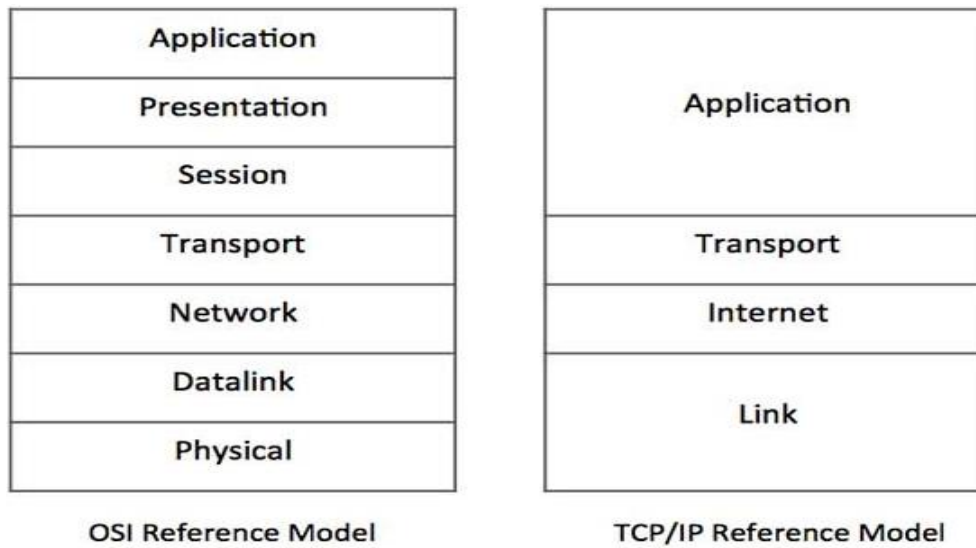 Application
Presentation
Session
Transport
Network
Datalink
Physical
OSI Reference Model
Application
Transport
Internet
Link
TCP/IP Reference Model